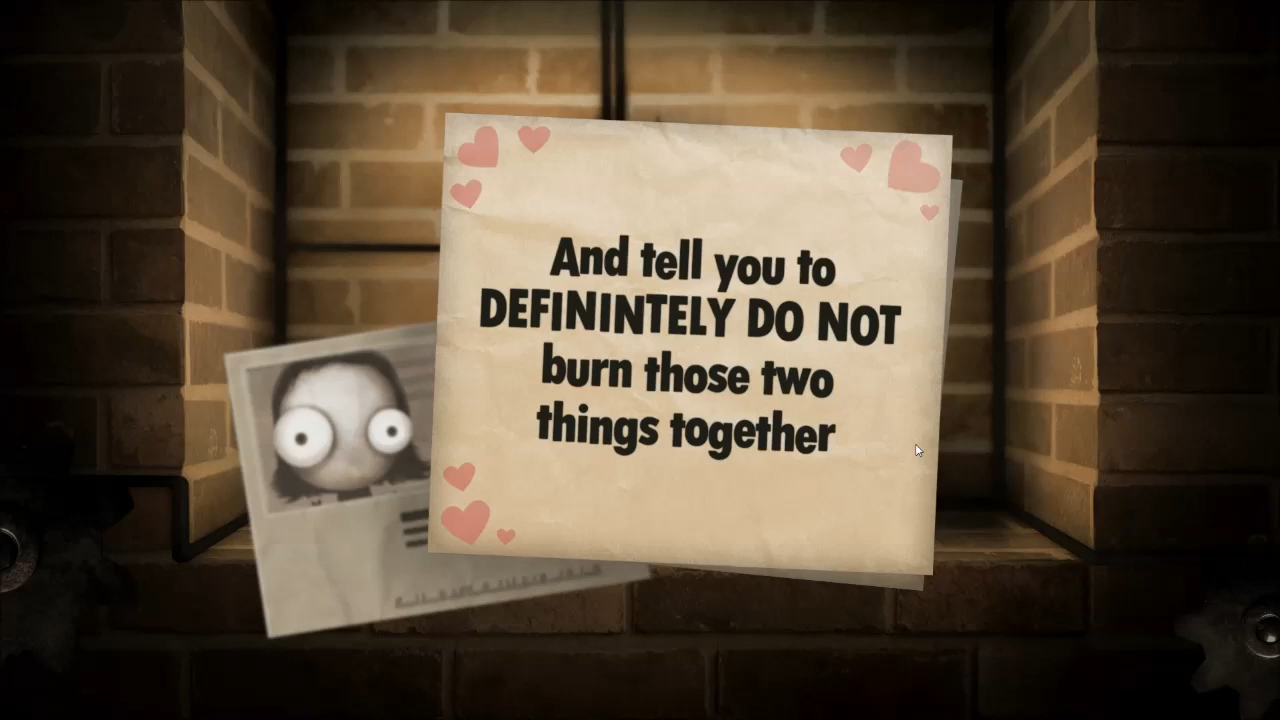 And tell you to
DEFININTELY DO NOT
burn those two
things together